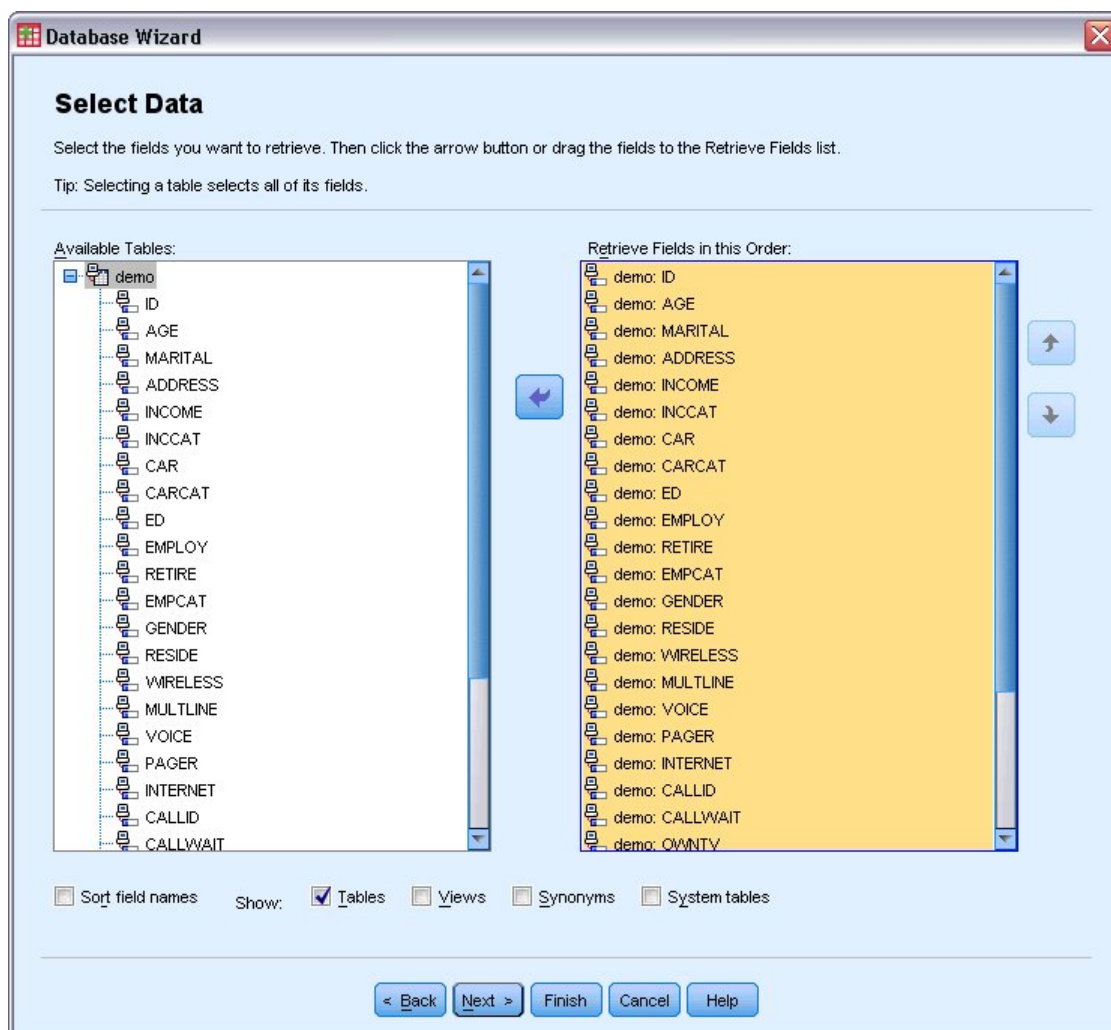 Database Wizard
Select Data
Select the fields you want to retrieve. Then click the arrow button or drag the fields to the Retrieve Fields list.
Tip: Selecting a table selects all of its fields.
Available Tables:
demo
ID
AGE
MARITAL
ADDRESS
INCOME
INCCAT
CAR
CARCAT
ED
EMPLOY
RETIRE
EMPCAT
GENDER
RESIDE
WIRELESS
MULTLINE
VOICE
PAGER
INTERNET
CALLID
CALLWAIT
Retrieve Fields in this Order:
demo: ID
demo: AGE
demo: MARITAL
demo: ADDRESS
demo: INCOME
demo: INCCAT
demo: CAR
demo: CARCAT
demo: ED
demo: EMPLOY
demo: RETIRE
demo: EMPCAT
demo: GENDER
demo: RESIDE
demo: WIRELESS
demo: MULTLINE
demo: VOICE
demo: PAGER
demo: INTERNET
demo: CALLID
demo: CALLWAIT
demo: OWNTV
Sort field names Show: Tables Views Synonyms System tables
< Back Next > Finish Cancel Help